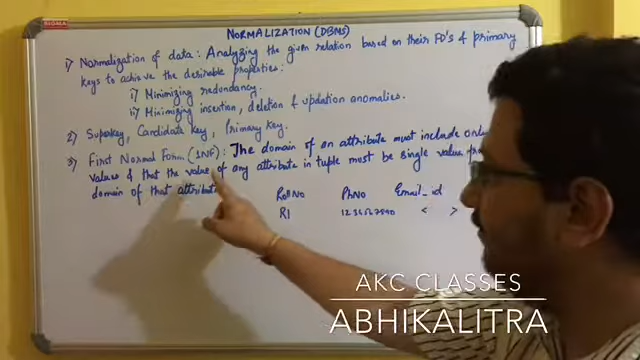 NORMALIZATION (DBMS)
1) Normalization of data: Analyzing the given relation based on their FD's & primary
keys to achieve the desirable properties:
i) Minimizing redundancy.
ii) Minimizing insertion, deletion & updation anomalies.
2) Superkey, Candidate key, Primary key.
3) First Normal Form (1NF): The domain of an attribute must include only
values & that the value of any attribute in tuple must be single value
domain of that attribute
Roll No PhNo Email_id
R1 1234567890 < >
AKC CLASSES
ABHIKALITRA